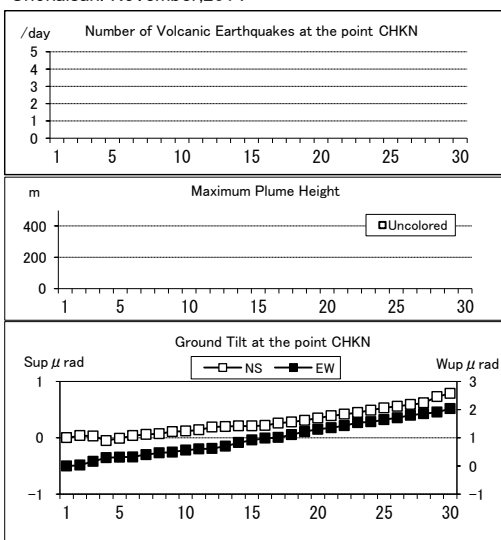 /day Number of Volcanic Earthquakes at the point CHKN
5
4
3
2
1
0
1 5 10 15 20 25 30
m Maximum Plume Height
400
200
0
Uncolored
1 5 10 15 20 25 30
Ground Tilt at the point CHKN
Sup μ rad NS EW Wup μ rad
1 3
2
0 1
0
-1 -1
1 5 10 15 20 25 30